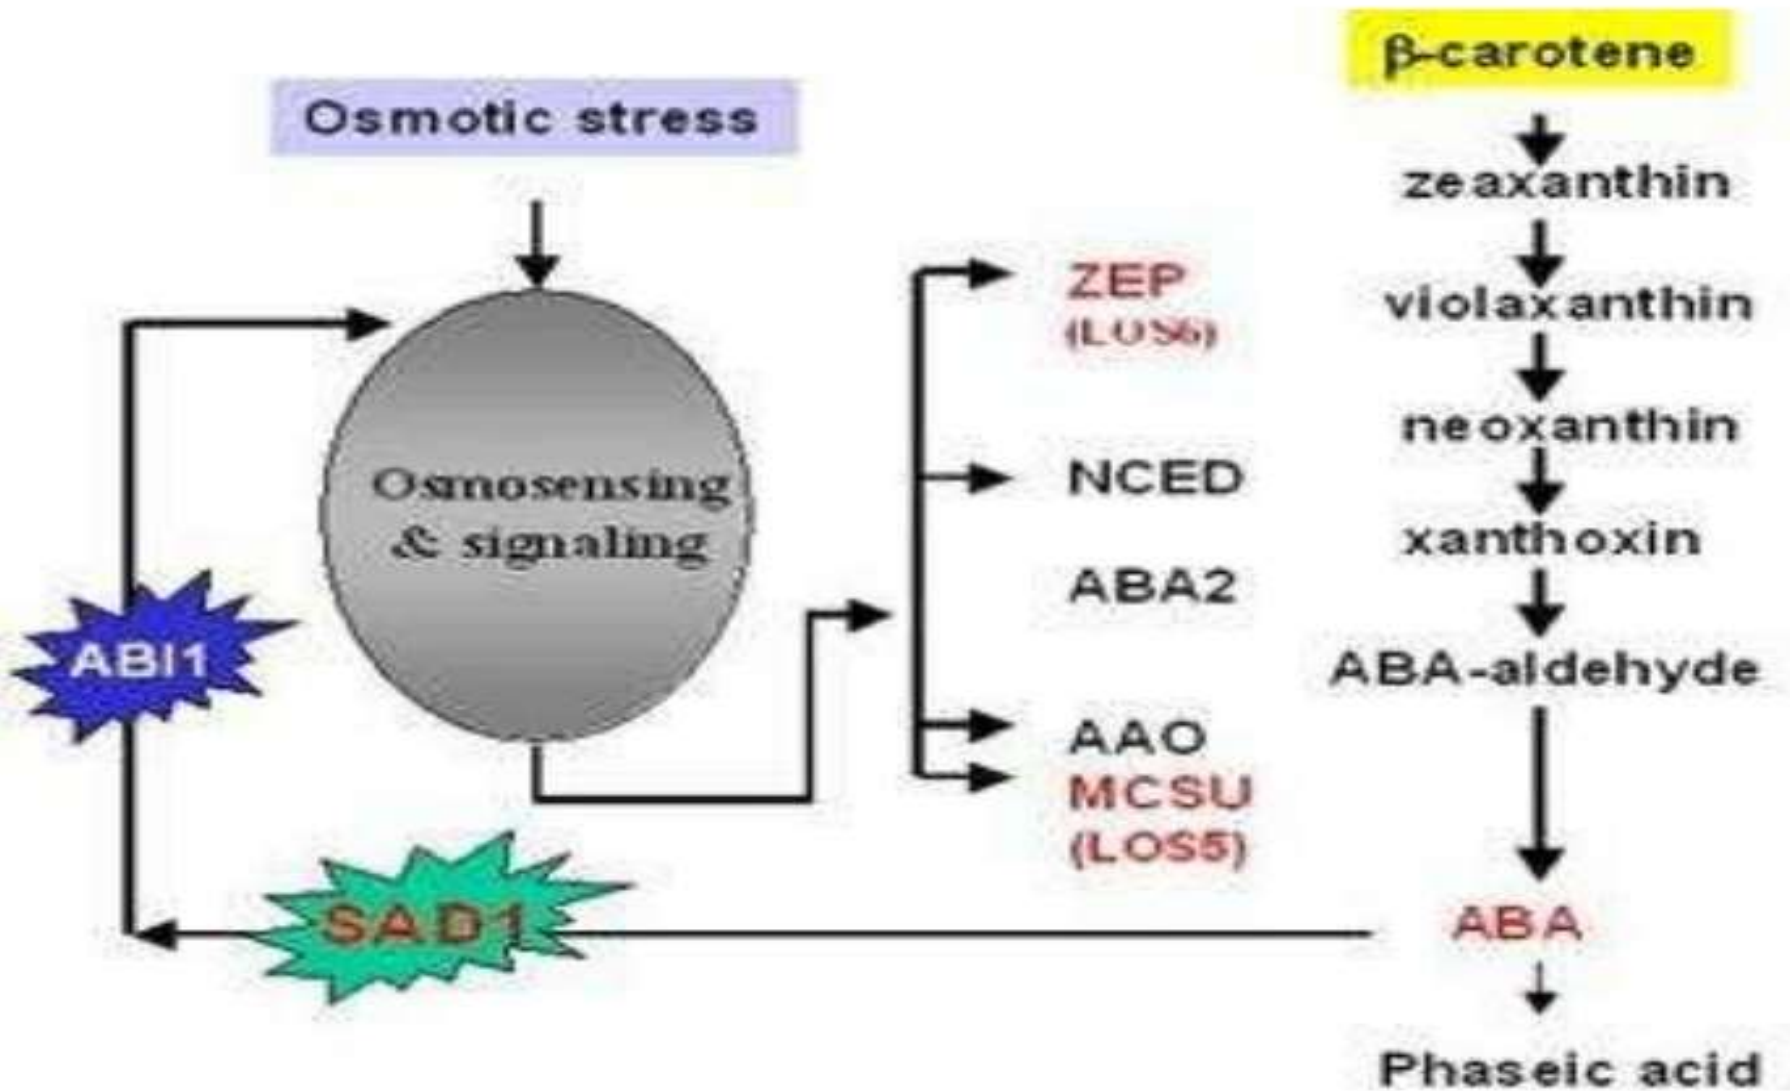 β-carotene
Osmotic stress
zeaxanthin
ZEP
(LOS6)
violaxanthin
neoxanthin
Osmosensing
& signaling
NCED
xanthoxin
ABA2
ABI1
ABA-aldehyde
AAO
MCSU
(LOS5)
SAD1
ABA
Phaseic acid